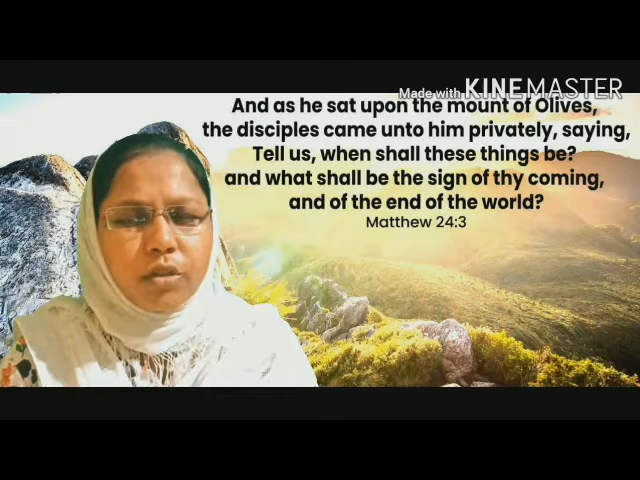 Made with KINEMASTER
And as he sat upon the mount of Olives,
the disciples came unto him privately, saying,
Tell us, when shall these things be?
and what shall be the sign of thy coming,
and of the end of the world?
Matthew 24:3